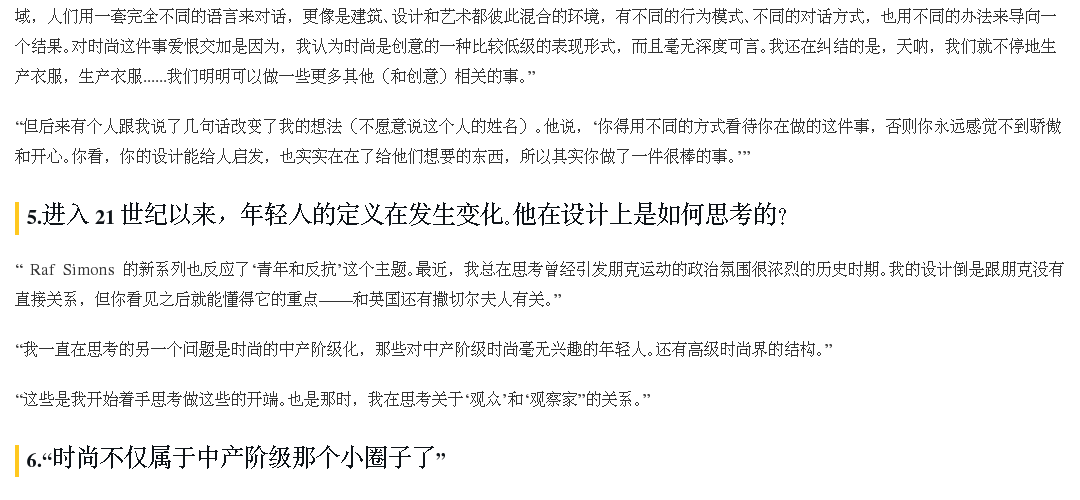 域，人们用一套完全不同的语言来对话，更像是建筑、设计和艺术都彼此混合的环境，有不同的行为模式、不同的对话方式，也用不同的办法来导向一
个结果。对时尚这件事爱恨交加是因为，我认为时尚是创意的一种比较低级的表现形式，而且毫无深度可言。我还在纠结的是，天呐，我们就不停地生
产衣服，生产衣服......我们明明可以做一些更多其他（和创意）相关的事。”
“但后来有个人跟我说了几句话改变了我的想法（不愿意说这个人的姓名）。他说，‘你得用不同的方式看待你在做的这件事，否则你永远感觉不到骄傲
和开心。你看，你的设计能给人启发，也实实在在了给他们想要的东西，所以其实你做了一件很棒的事。’”
5.进入 21 世纪以来，年轻人的定义在发生变化。他在设计上是如何思考的？
“ Raf Simons 的新系列也反应了‘青年和反抗’这个主题。最近，我总在思考曾经引发朋克运动的政治氛围很浓烈的历史时期。我的设计倒是跟朋克没有
直接关系，但你看见之后就能懂得它的重点——和英国还有撒切尔夫人有关。”
“我一直在思考的另一个问题是时尚的中产阶级化，那些对中产阶级时尚毫无兴趣的年轻人。还有高级时尚界的结构。”
“这些是我开始着手思考做这些的开端。也是那时，我在思考关于‘观众’和‘观察家’’的关系。”
6.“时尚不仅属于中产阶级那个小圈子了”